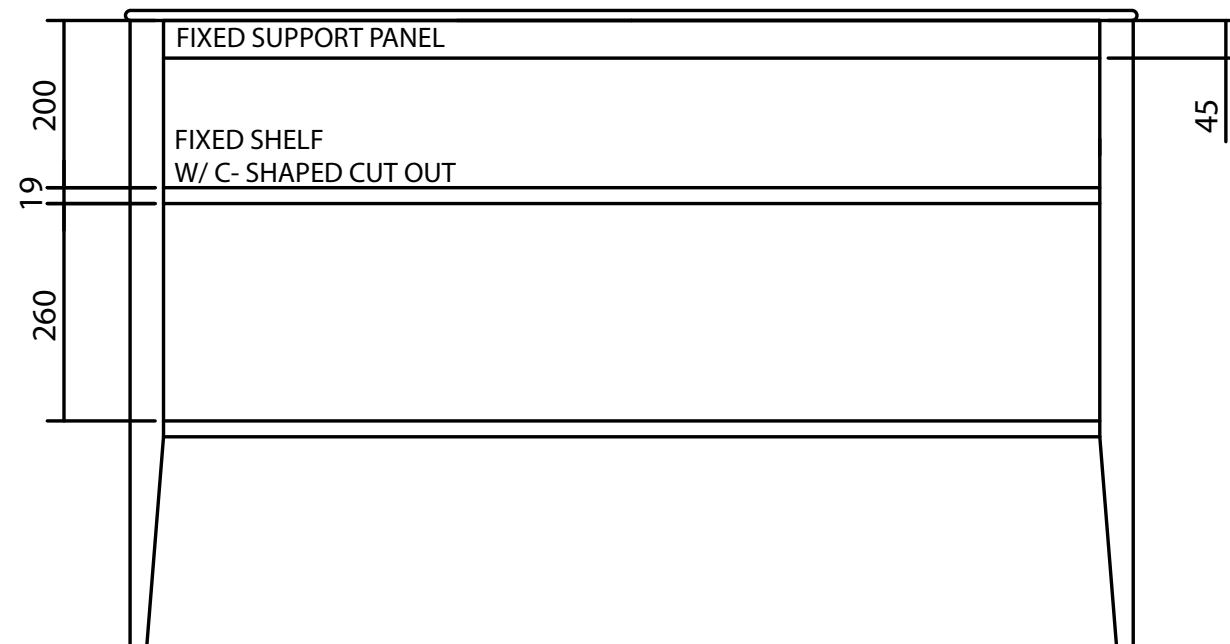 FIXED SUPPORT PANEL
200
45
FIXED SHELF
W/ C- SHAPED CUT OUT
19
260